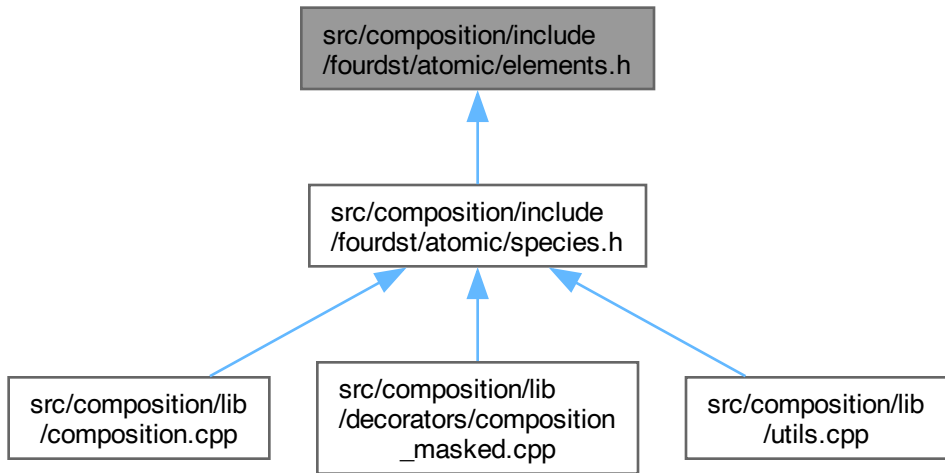 src/composition/include
/fourdst/atomic/elements.h
src/composition/include
/fourdst/atomic/species.h
src/composition/lib
/composition.cpp
src/composition/lib
/decorators/composition
_masked.cpp
src/composition/lib
/utils.cpp